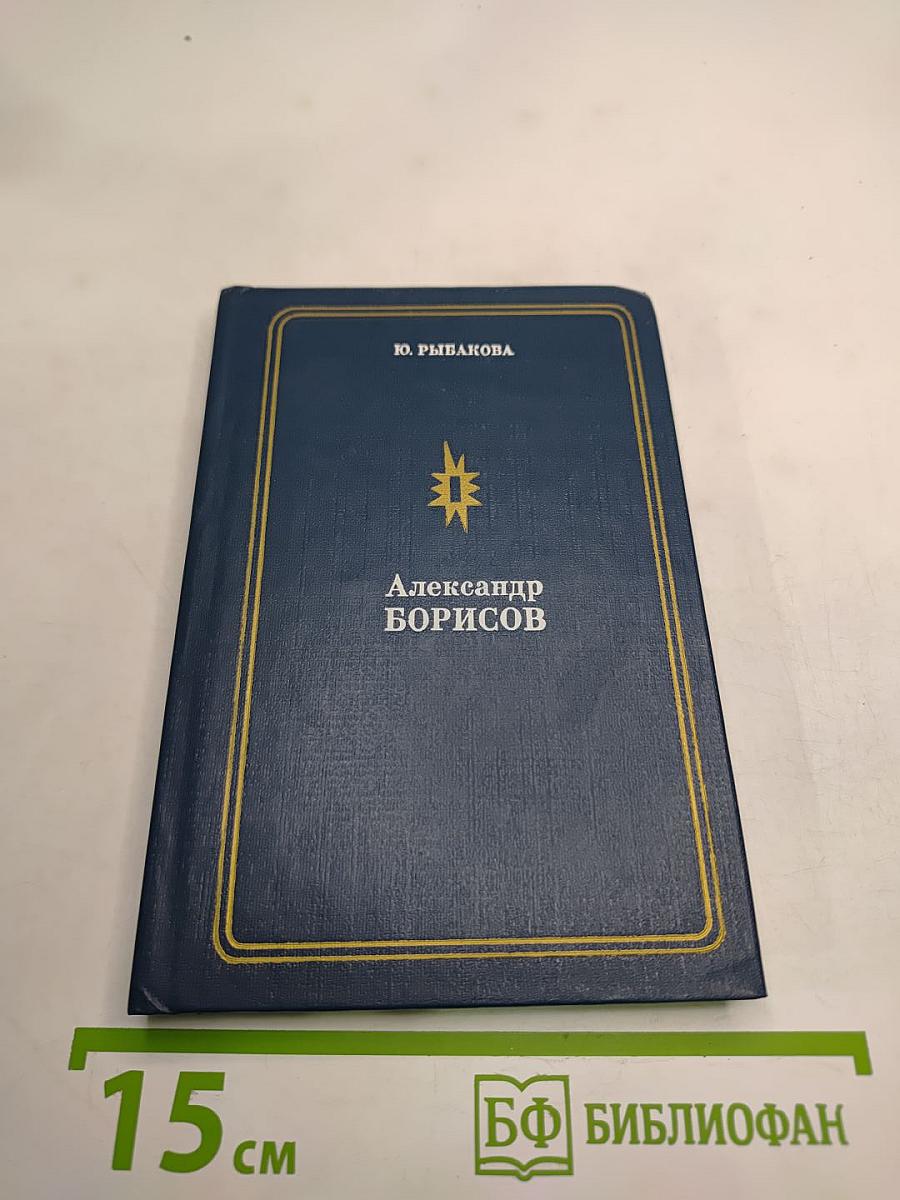 Ю. РЫБАКОВА
Александр
БОРИСОВ
15 см
БФ БИБЛИОФАН